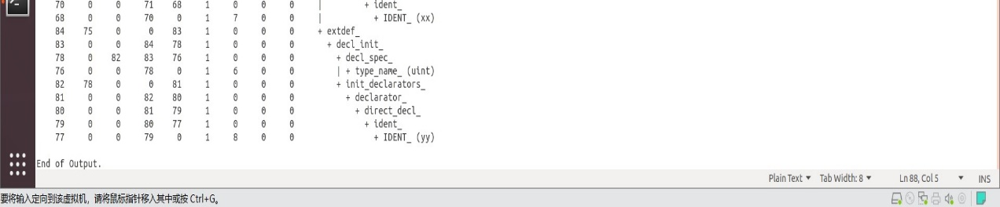 70 0 0 71 68 1 0 0 0 | + ident_
68 0 0 70 0 1 7 0 0 | + IDENT_ (xx)
84 75 0 0 83 1 0 0 0 + extdef_
83 0 0 84 78 1 0 0 0 + decl_init_
78 0 82 83 76 1 0 0 0 + decl_spec_
76 0 0 78 0 1 6 0 0 | + type_name_ (uint)
82 78 0 0 81 1 0 0 0 + init_declarators_
81 0 0 82 80 1 0 0 0 + declarator_
80 0 0 81 79 1 0 0 0 + direct_decl_
79 0 0 80 77 1 0 0 0 + ident_
77 0 0 79 0 1 8 0 0 + IDENT_ (yy)
End of Output.
Plain Text Tab Width: 8 Ln 88, Col 5 INS
要将输入定向到该虚拟机，请将鼠标指针移入其中或按 Ctrl+G。